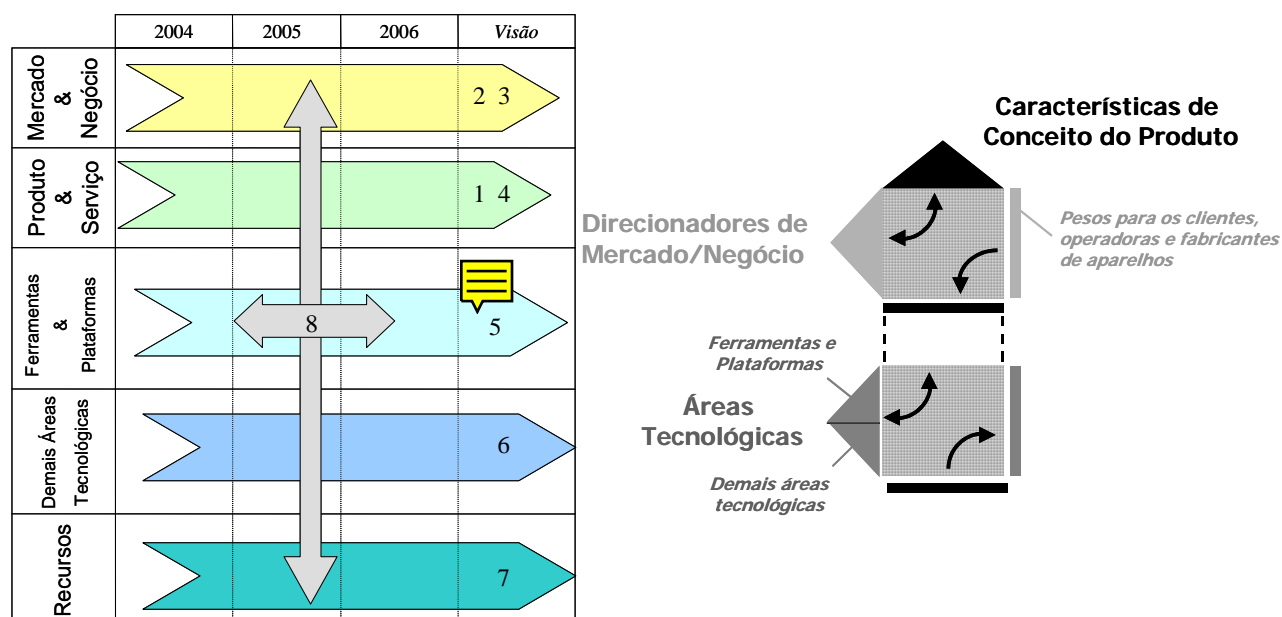 2004 2005 2006 Visão
Mercado
&
Negócio
2 3
Produto
&
Serviço
1 4
Ferramentas
&
Plataformas
8
5
Demais Áreas
Tecnológicas
6
Recursos
7
Características de
Conceito do Produto
Direcionadores de
Mercado/Negócio
Pesos para os clientes,
operadoras e fabricantes
de aparelhos
Ferramentas e
Plataformas
Áreas
Tecnológicas
Demais áreas
tecnológicas